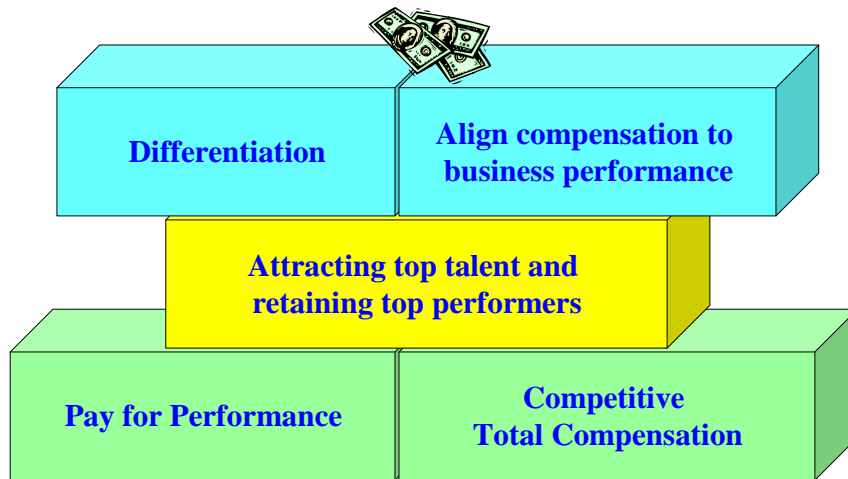 Differentiation
Align compensation to
business performance
Attracting top talent and
retaining top performers
Pay for Performance
Competitive
Total Compensation